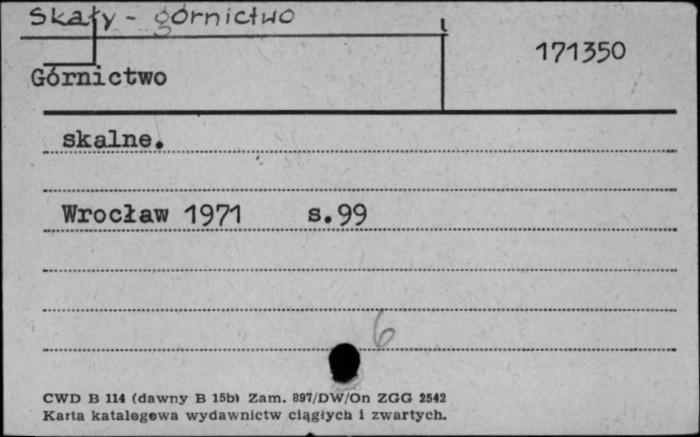 Skały - górnictwo
171350
Górnictwo
skalne.
Wrocław 1971 s.99
6
CWD B 114 (dawny B 15b) Zam. 897/DW/On ZGG 2542
Karta katalogowa wydawnictw ciągłych i zwartych.